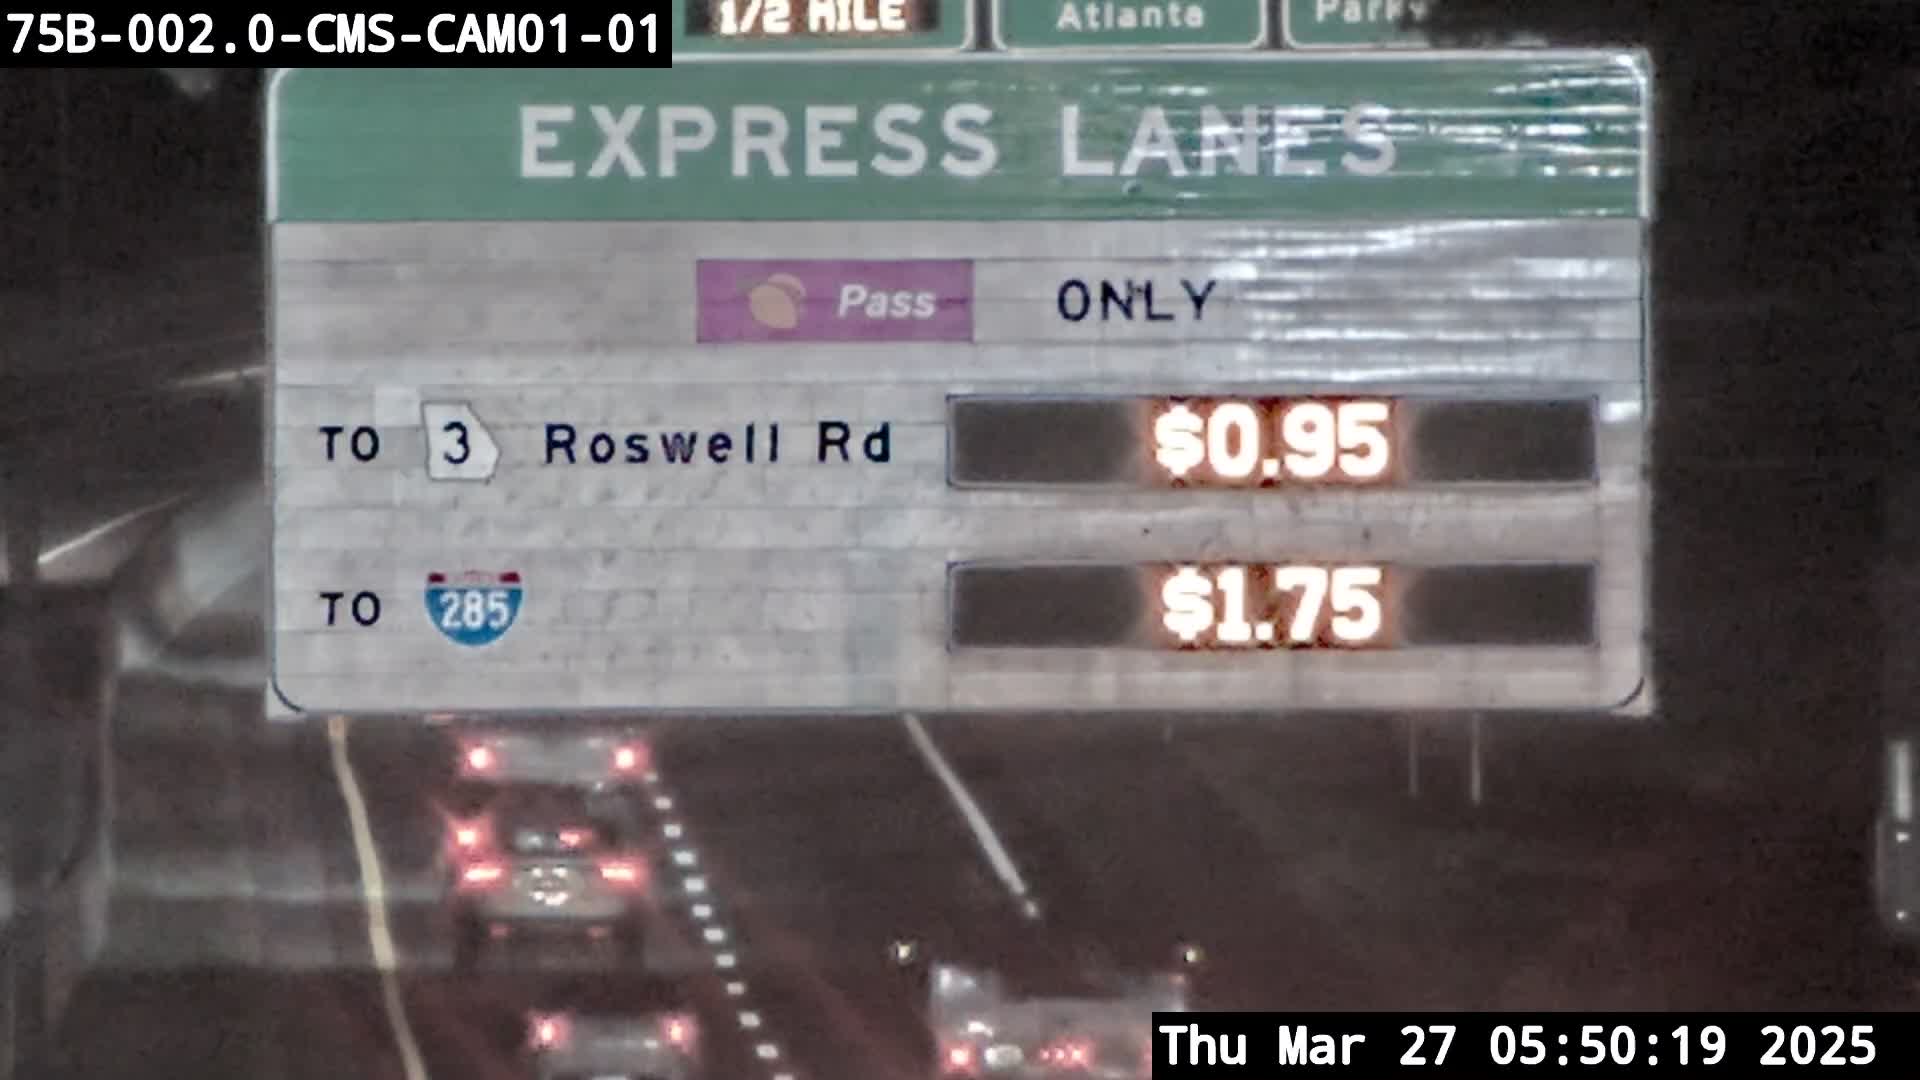 75B-002.0-CMS-CAM01-01
1/2 MILE
Atlanta
EXPRESS LANES
Pass ONLY
TO 3 Roswell Rd $0.95
TO 285 $1.75
Thu Mar 27 05:50:19 2025